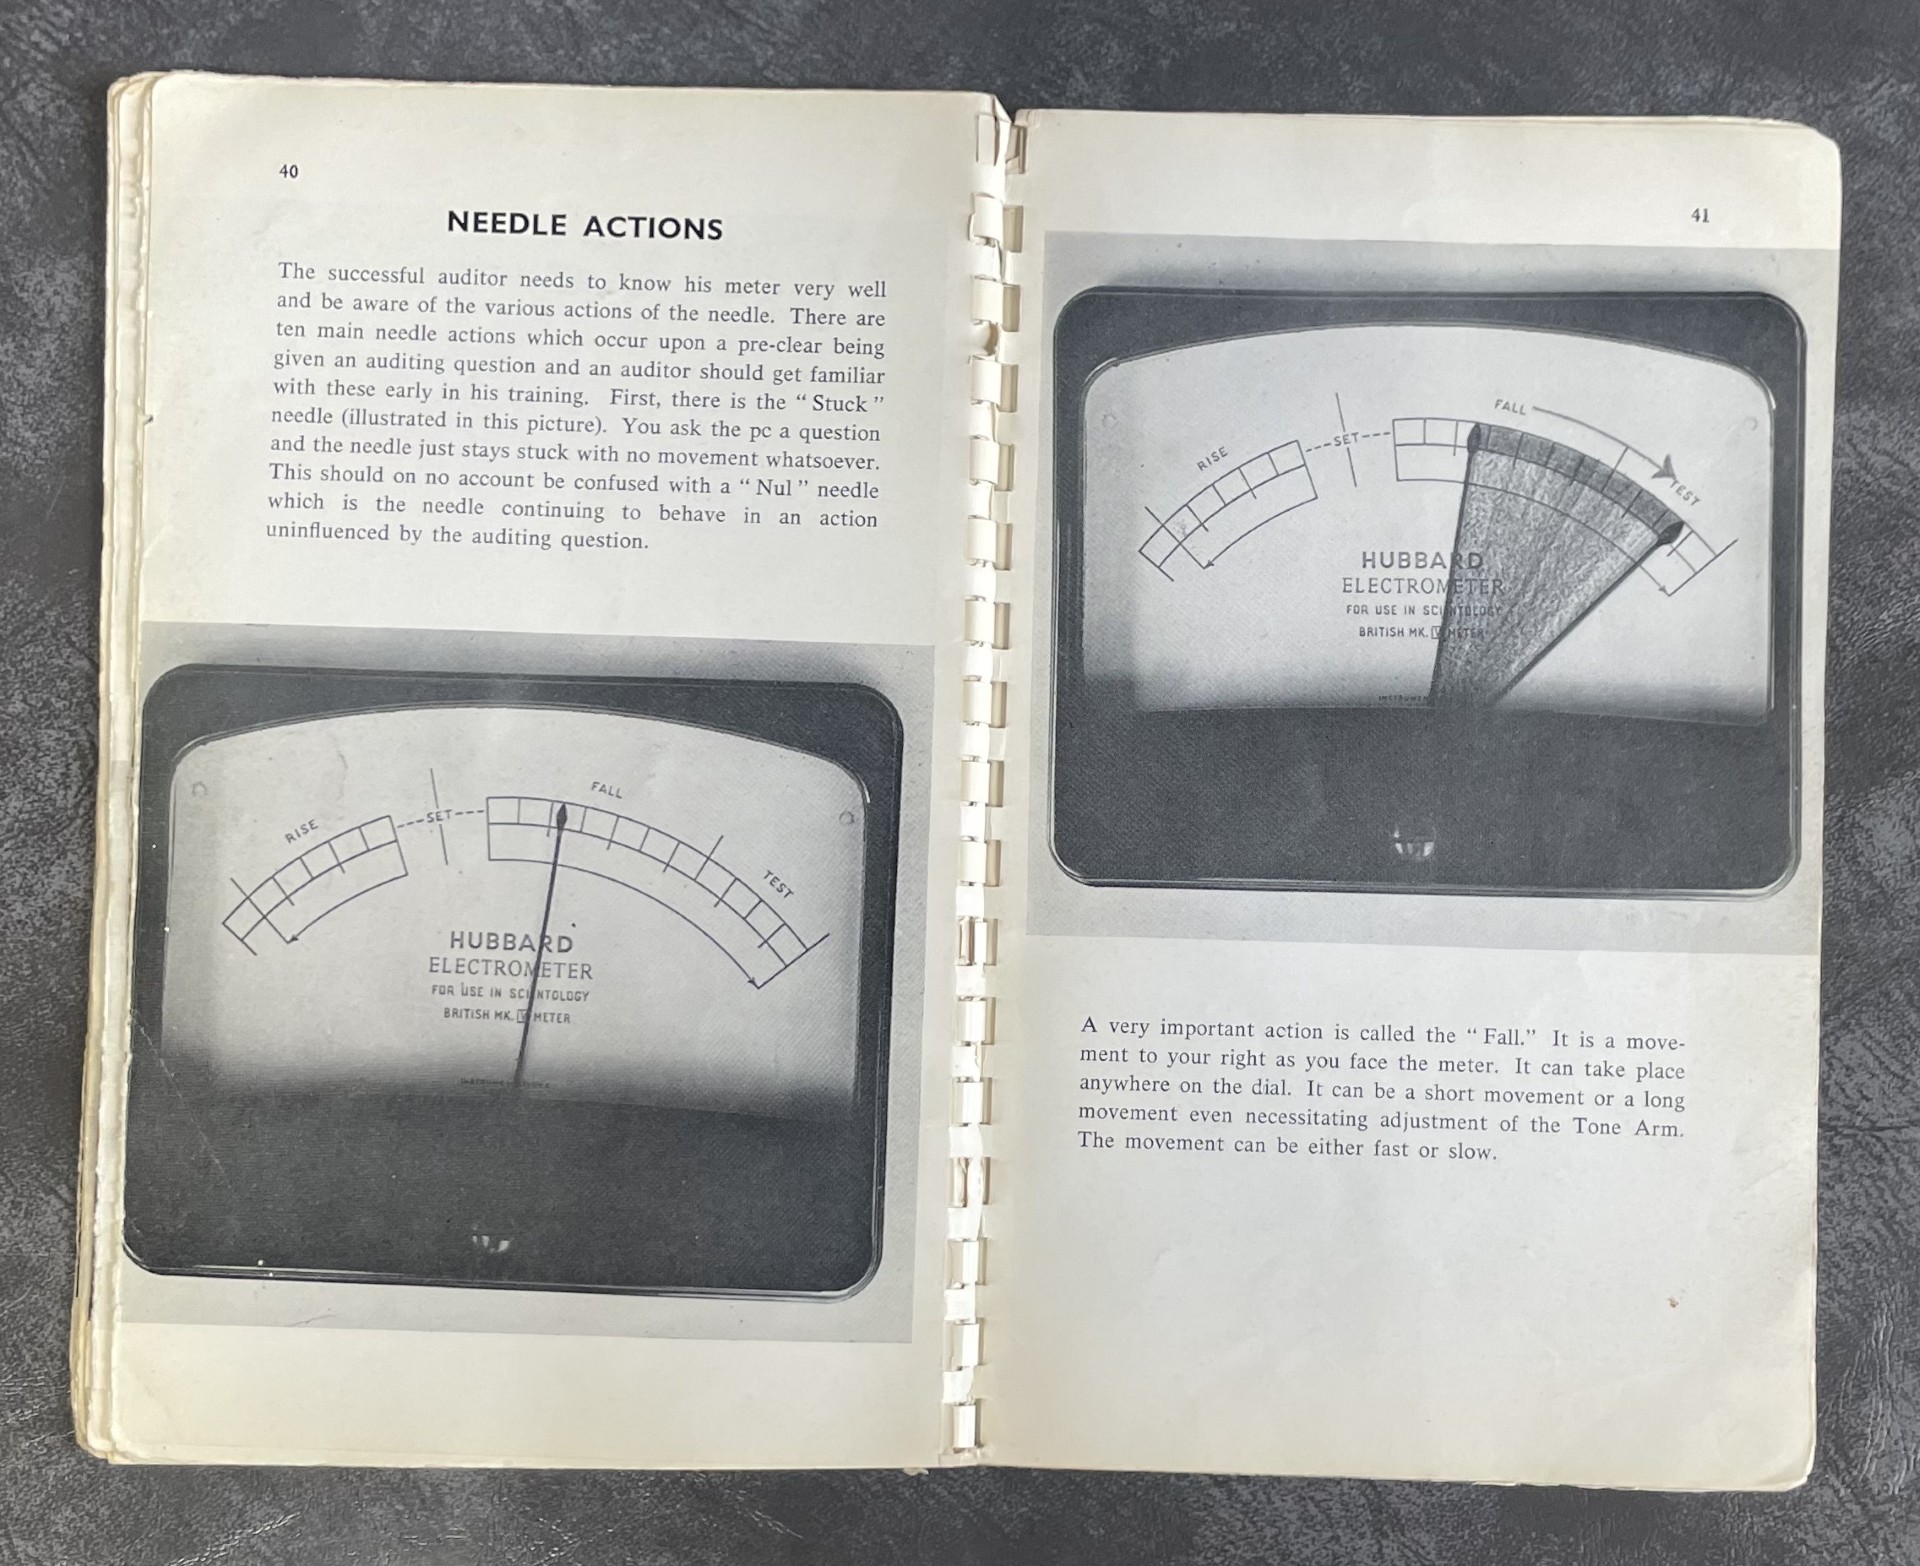 40
NEEDLE ACTIONS
The successful auditor needs to know his meter very well
and be aware of the various actions of the needle. There are
ten main needle actions which occur upon a pre-clear being
given an auditing question and an auditor should get familiar
with these early in his training. First, there is the “ Stuck ”
needle (illustrated in this picture). You ask the pc a question
and the needle just stays stuck with no movement whatsoever.
This should on no account be confused with a “ Nul ” needle
which is the needle continuing to behave in an action
uninfluenced by the auditing question.
RISE
SET
FALL
TEST
HUBBARD
ELECTROMETER
FOR USE IN SCIENTOLOGY
BRITISH MK. V METER
41
RISE
SET
FALL
TEST
HUBBARD
ELECTROMETER
FOR USE IN SCIENTOLOGY
BRITISH MK. V METER
A very important action is called the “ Fall.” It is a move-
ment to your right as you face the meter. It can take place
anywhere on the dial. It can be a short movement or a long
movement even necessitating adjustment of the Tone Arm.
The movement can be either fast or slow.